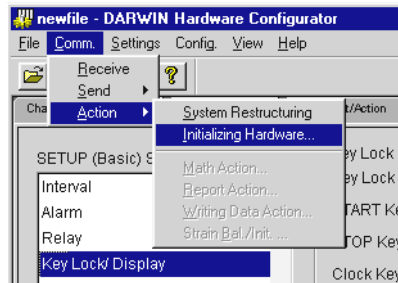 newfile - DARWIN Hardware Configurator
File Comm. Settings Config. View Help
Receive
Send
Action
System Restructuring
Initializing Hardware...
Math Action...
Report Action...
Writing Data Action...
Strain Bal./Init. ...
Cha
t/Action
SETUP (Basic) S
Interval
Alarm
Relay
Key Lock/ Display
ey Lock
ey Lock
TART Ke
TOP Key
Clock Key